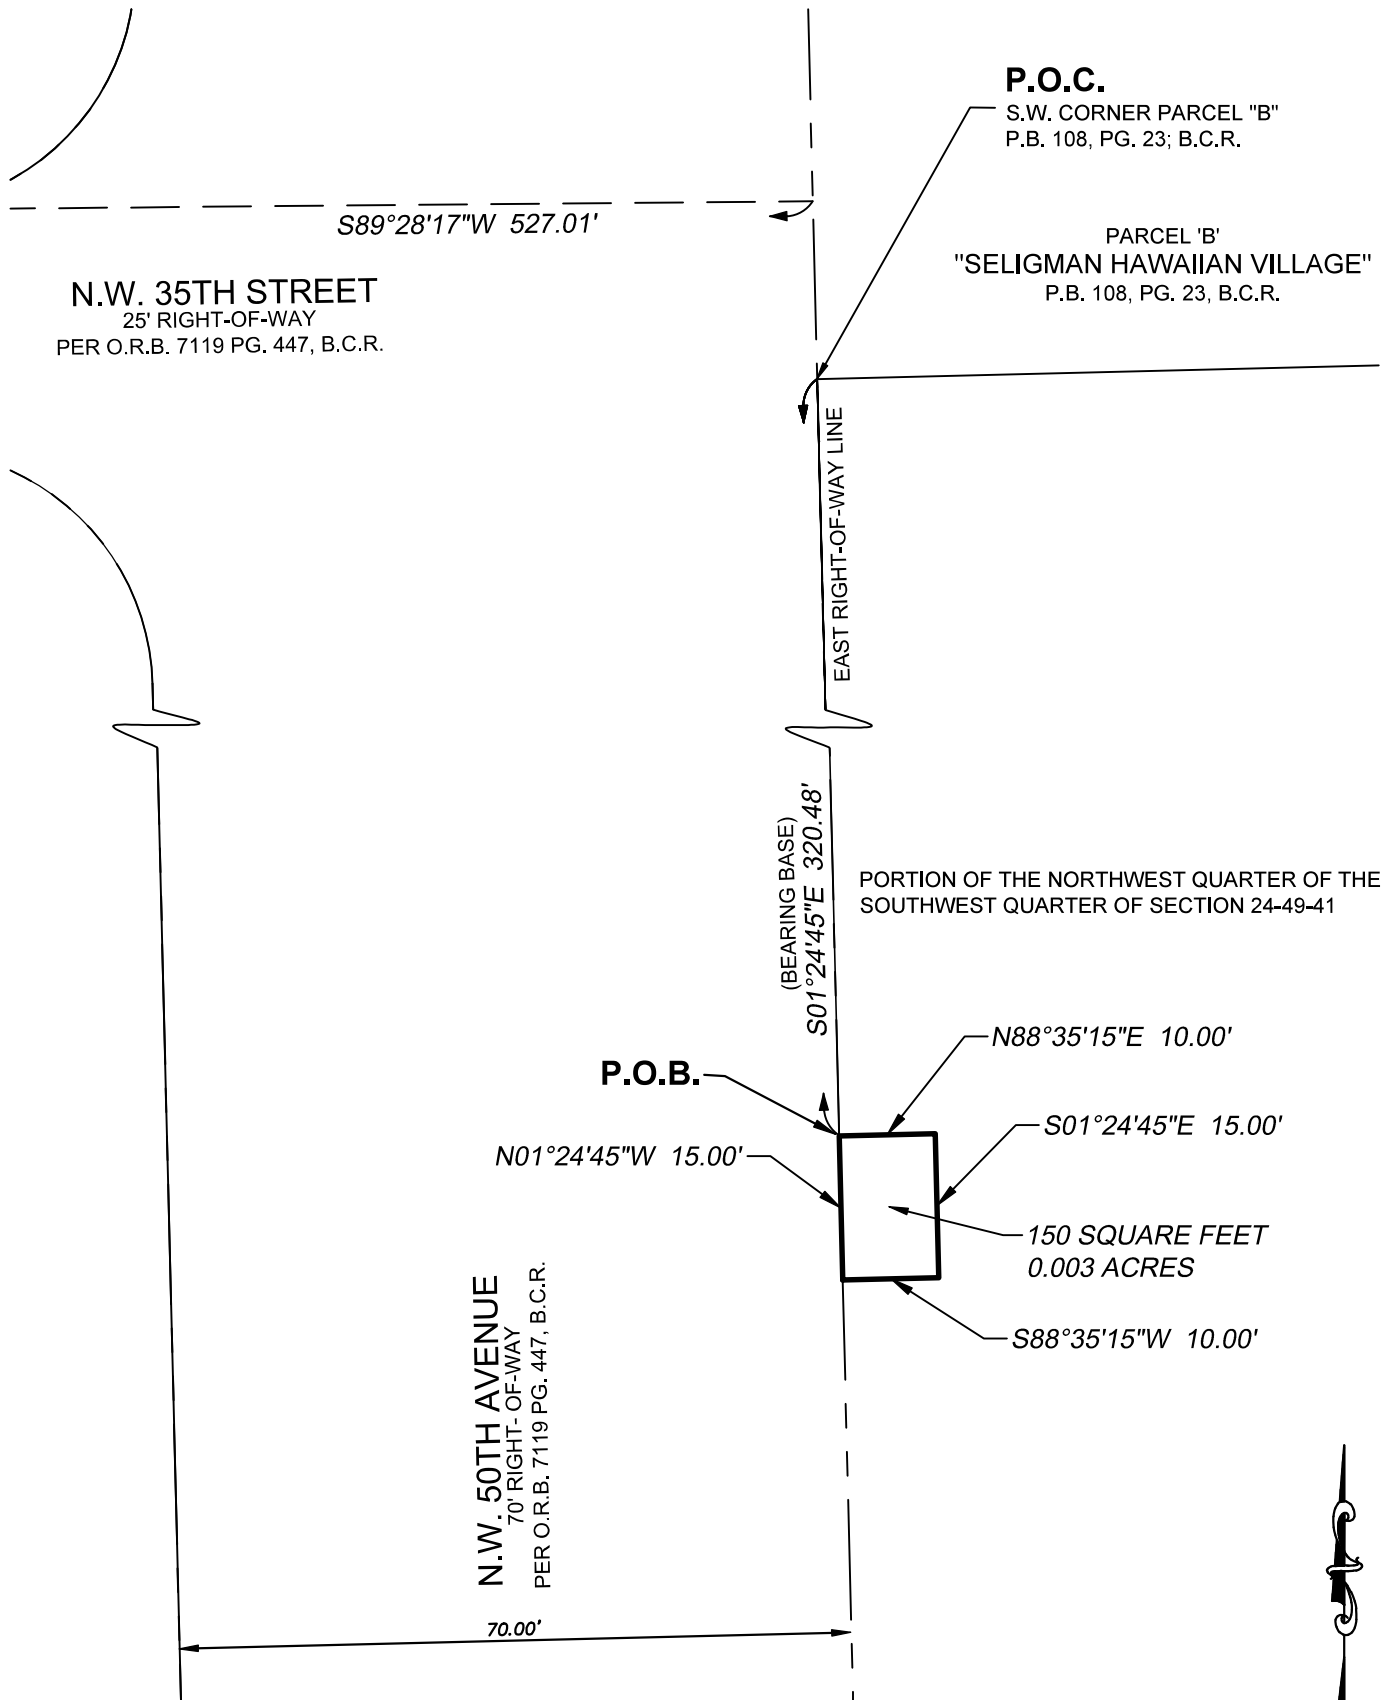 P.O.C.
S.W. CORNER PARCEL "B"
P.B. 108, PG. 23; B.C.R.
S89°28'17"W 527.01'
PARCEL 'B'
"SELIGMAN HAWAIIAN VILLAGE"
P.B. 108, PG. 23, B.C.R.
N.W. 35TH STREET
25' RIGHT-OF-WAY
PER O.R.B. 7119 PG. 447, B.C.R.
EAST RIGHT-OF-WAY LINE
(BEARING BASE)
S01°24'45"E 320.48'
PORTION OF THE NORTHWEST QUARTER OF THE
SOUTHWEST QUARTER OF SECTION 24-49-41
N88°35'15"E 10.00'
P.O.B.
S01°24'45"E 15.00'
N01°24'45"W 15.00'
150 SQUARE FEET
0.003 ACRES
S88°35'15"W 10.00'
N.W. 50TH AVENUE
70' RIGHT- OF-WAY
PER O.R.B. 7119 PG. 447, B.C.R.
70.00'